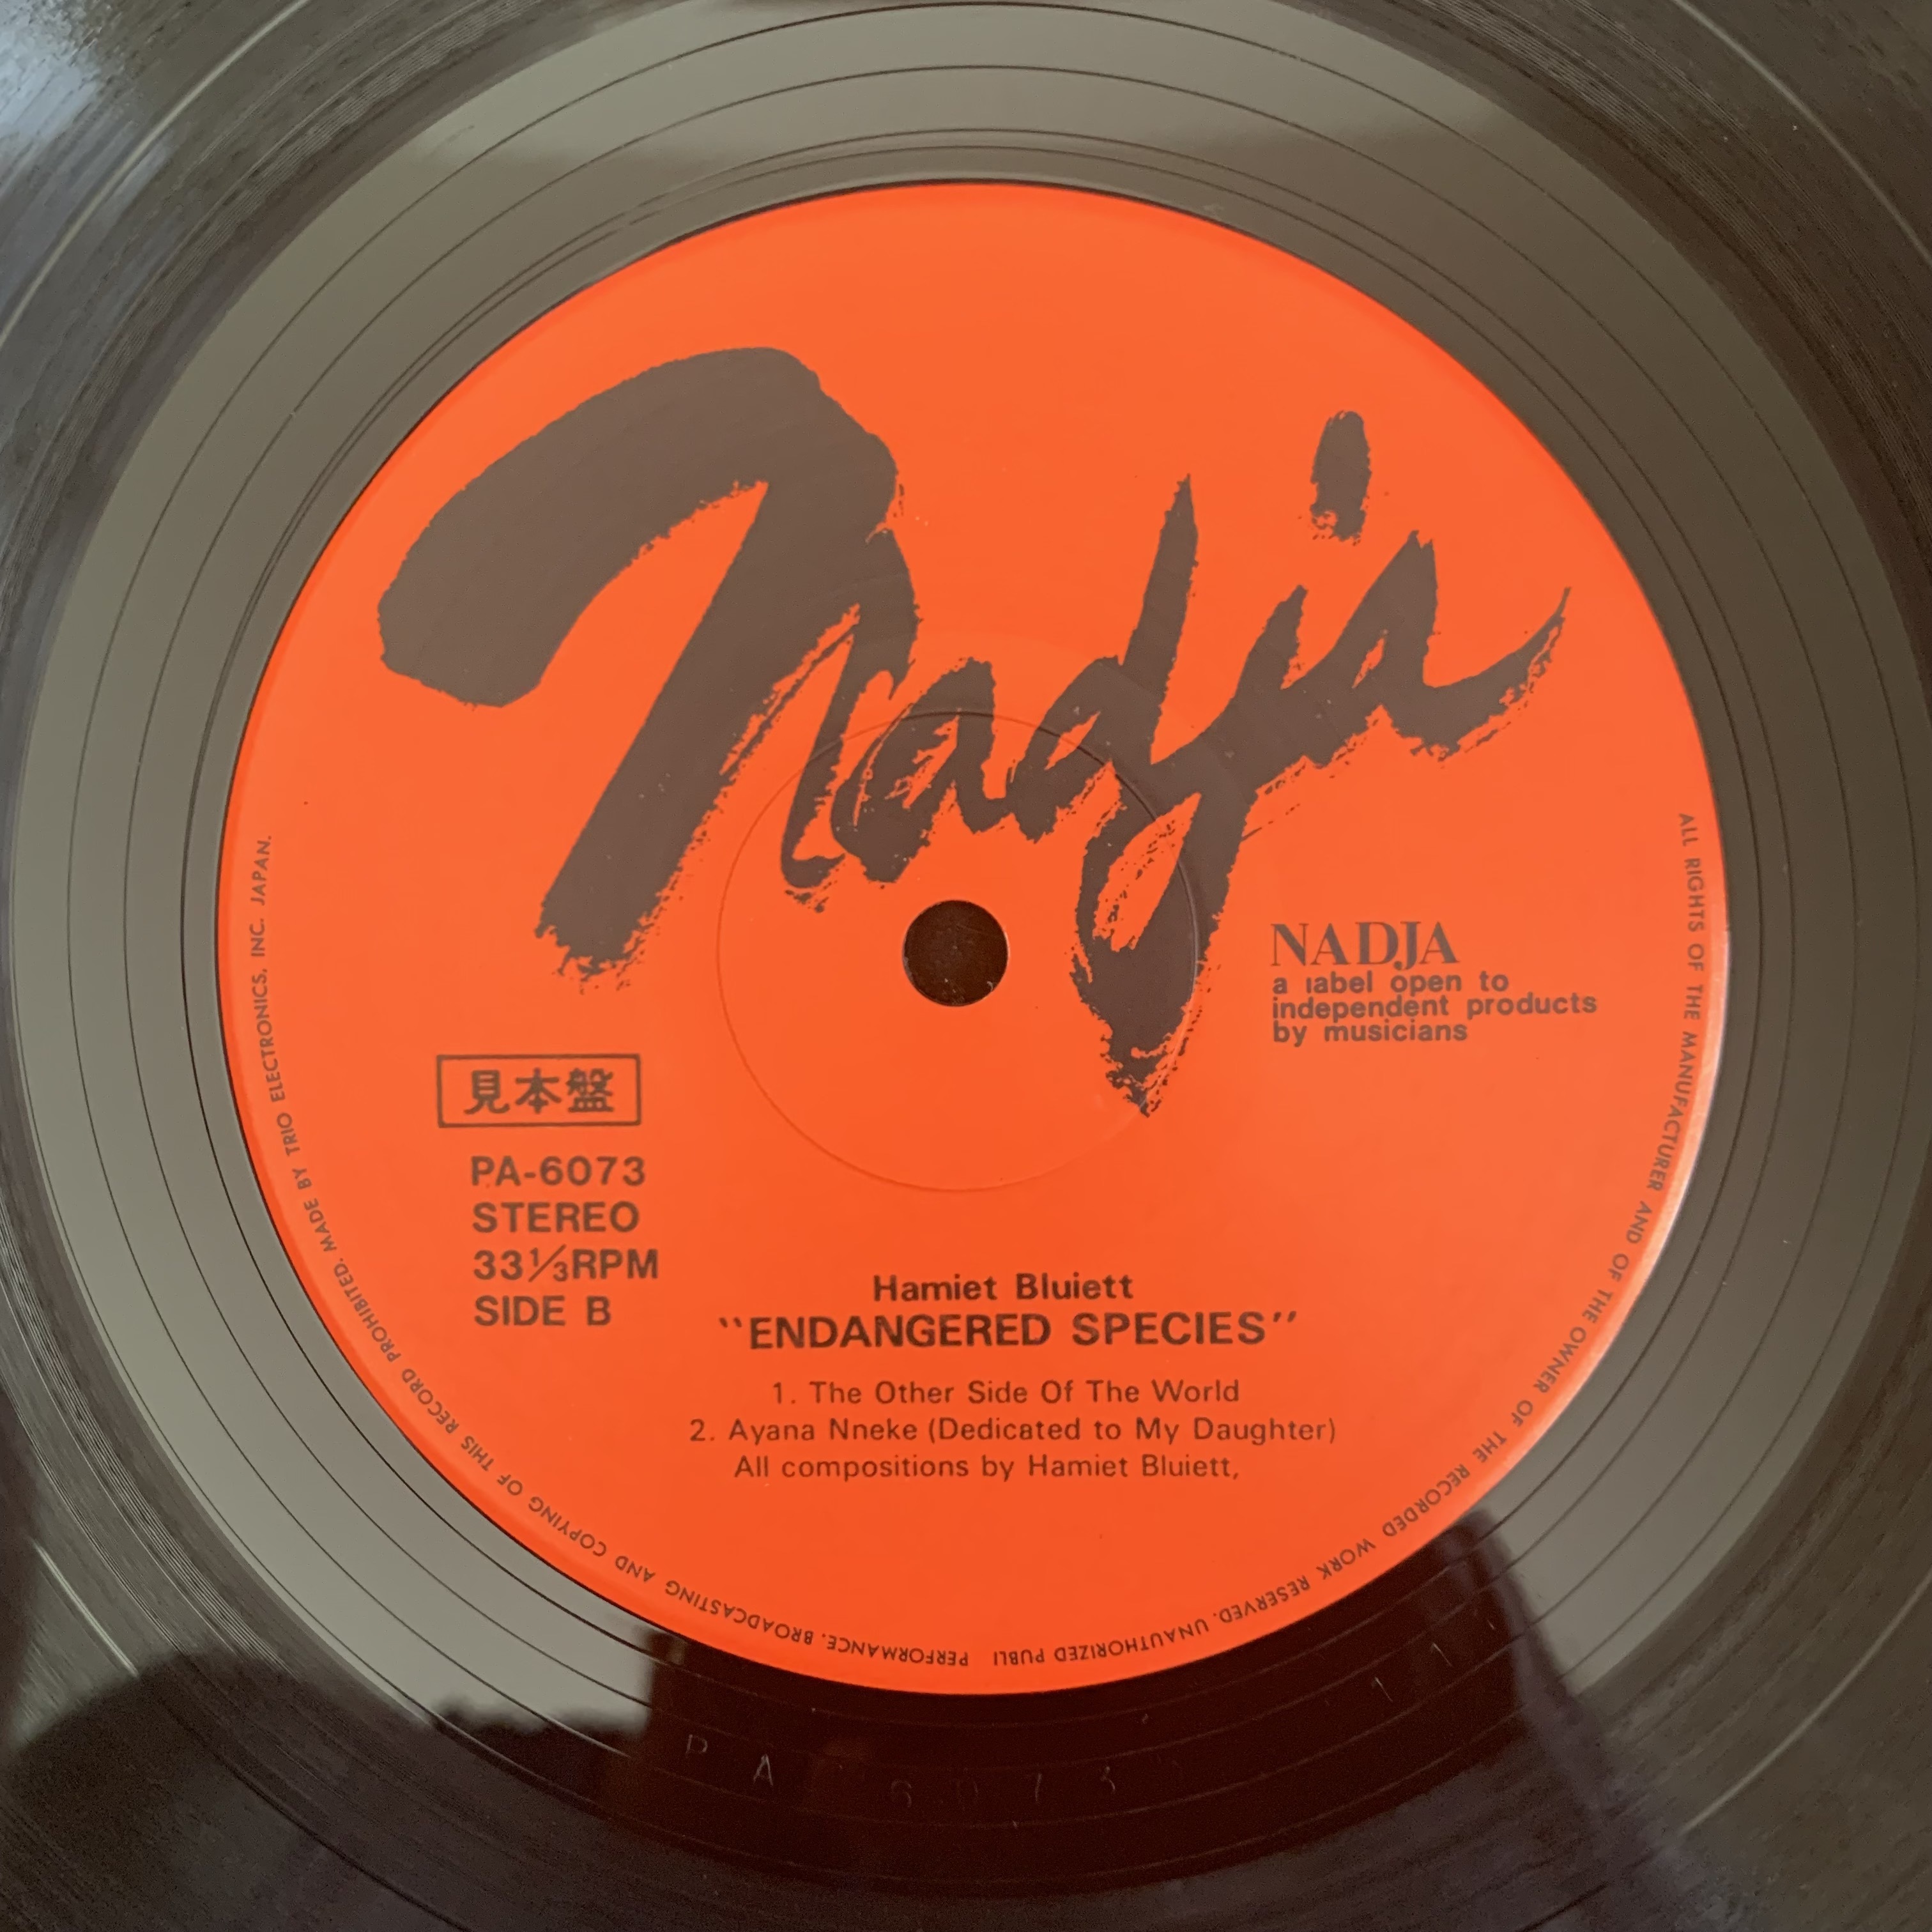 Nadja
NADJA
a label open to
independent products
by musicians
見本盤
PA-6073
STEREO
33⅓RPM
SIDE B
Hamiet Bluiett
"ENDANGERED SPECIES"
1. The Other Side Of The World
2. Ayana Nneke (Dedicated to My Daughter)
All compositions by Hamiet Bluiett,
ALL RIGHTS OF THE MANUFACTURER AND OF THE OWNER OF THE RECORDED WORK RESERVED. UNAUTHORIZED PUBLI PERFORMANCE. BROADCASTING AND COPYING OF THIS RECORD PROHIBITED. MADE BY TRIO ELECTRONICS. INC. JAPAN.
PA 6073